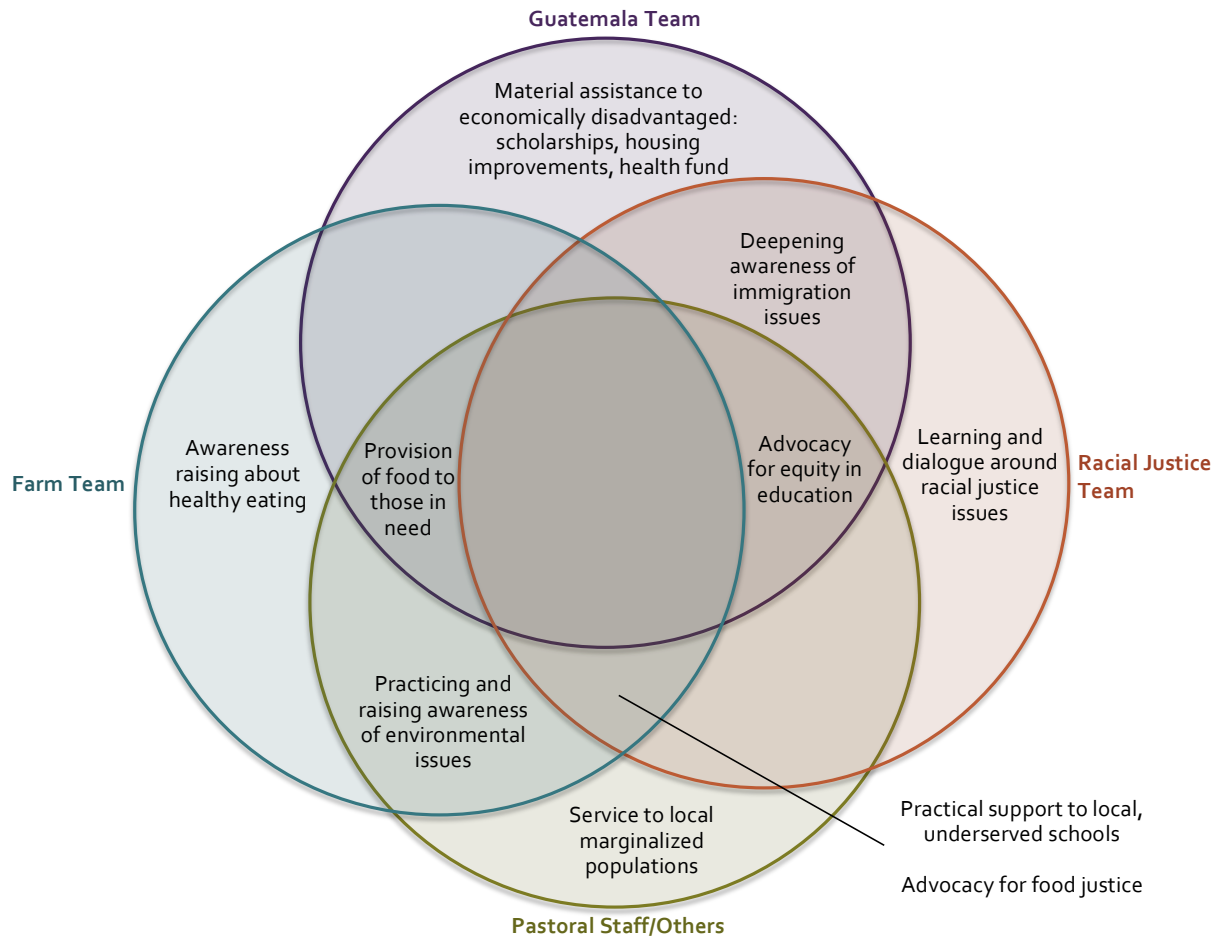 Guatemala Team
Material assistance to
economically disadvantaged:
scholarships, housing
improvements, health fund
Deepening
awareness of
immigration
issues
Farm Team
Awareness
raising about
healthy eating
Provision
of food to
those in
need
Advocacy
for equity in
education
Learning and
dialogue around
racial justice
issues
Racial Justice
Team
Practicing and
raising awareness
of environmental
issues
Service to local
marginalized
populations
Practical support to local,
underserved schools
Advocacy for food justice
Pastoral Staff/Others